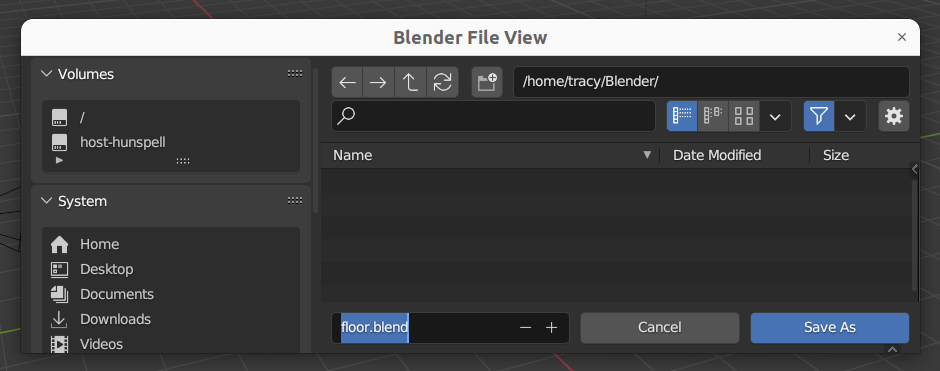 Blender File View
Volumes
/
host-hunspell
System
Home
Desktop
Documents
Downloads
Videos
/home/tracy/Blender/
Name Date Modified Size
floor.blend
Cancel
Save As